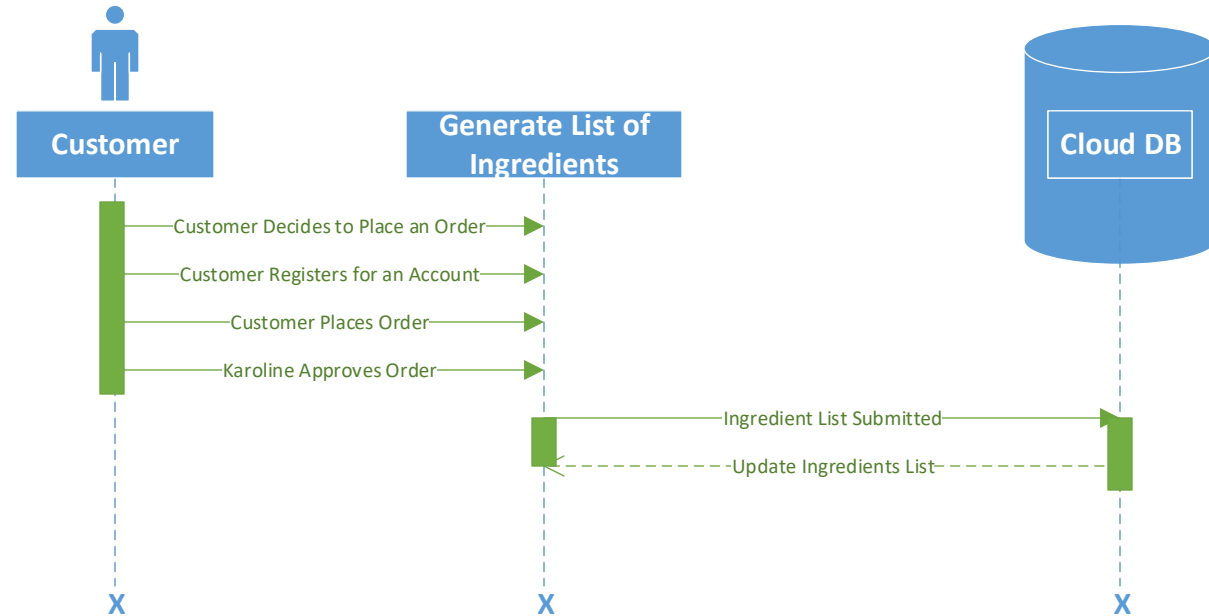 Customer
Generate List of
Ingredients
Cloud DB
Customer Decides to Place an Order
Customer Registers for an Account
Customer Places Order
Karoline Approves Order
Ingredient List Submitted
Update Ingredients List
X
X
X